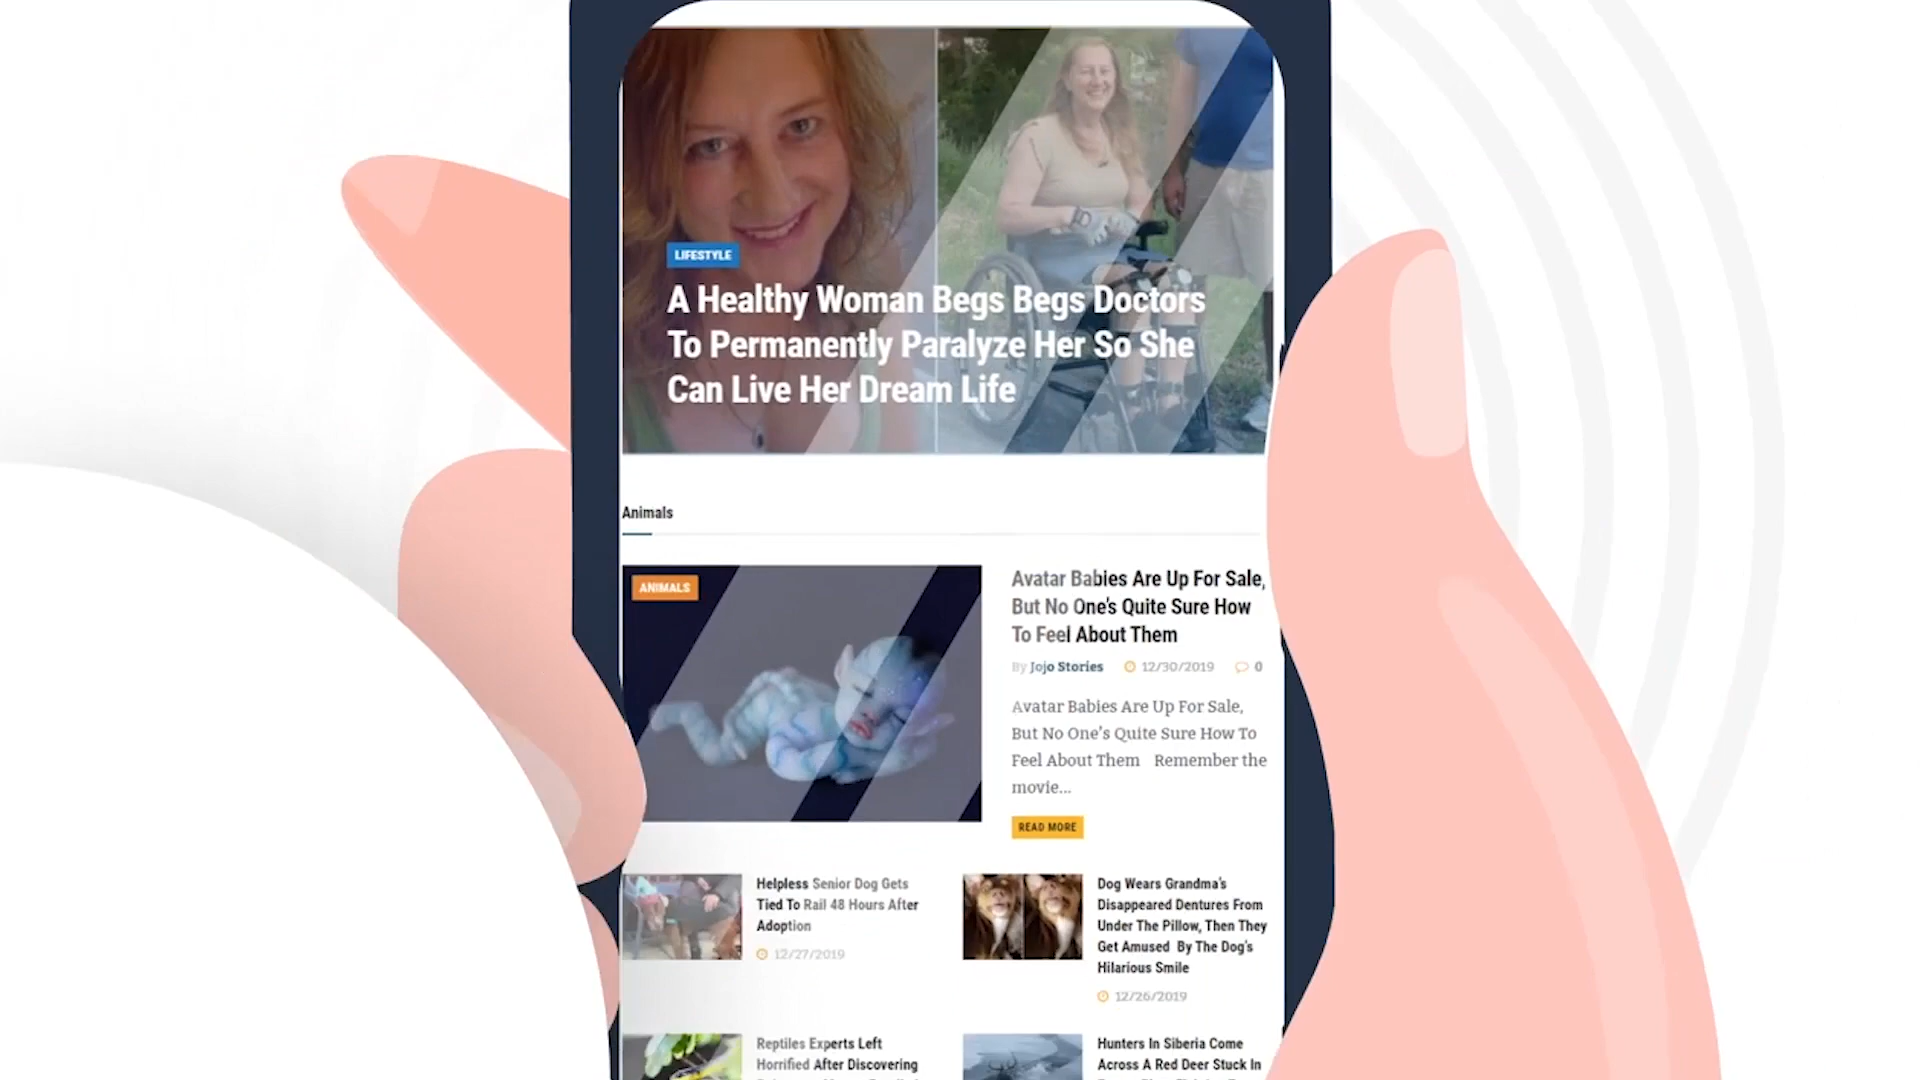 LIFESTYLE
A Healthy Woman Begs Begs Doctors
To Permanently Paralyze Her So She
Can Live Her Dream Life
Animals
ANIMALS
Avatar Babies Are Up For Sale,
But No One's Quite Sure How
To Feel About Them
By Jojo Stories 12/30/2019 0
Avatar Babies Are Up For Sale,
But No One's Quite Sure How To
Feel About Them Remember the
movie...
READ MORE
Helpless Senior Dog Gets
Tied To Rail 48 Hours After
Adoption
12/27/2019
Dog Wears Grandma's
Disappeared Dentures From
Under The Pillow, Then They
Get Amused By The Dog's
Hilarious Smile
12/26/2019
Reptiles Experts Left
Horrified After Discovering
Hunters In Siberia Come
Across A Red Deer Stuck In